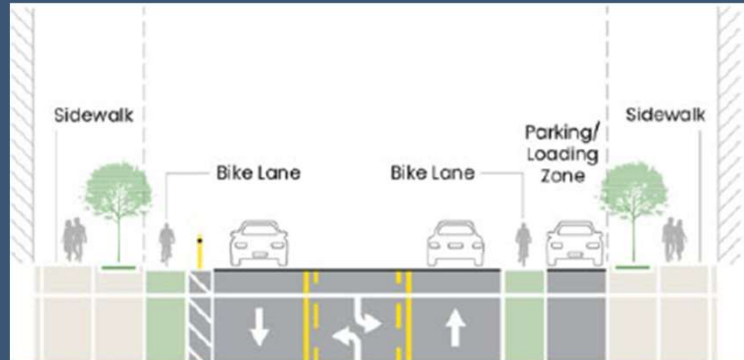 Sidewalk
Bike Lane
Bike Lane
Parking/
Loading
Zone
Sidewalk